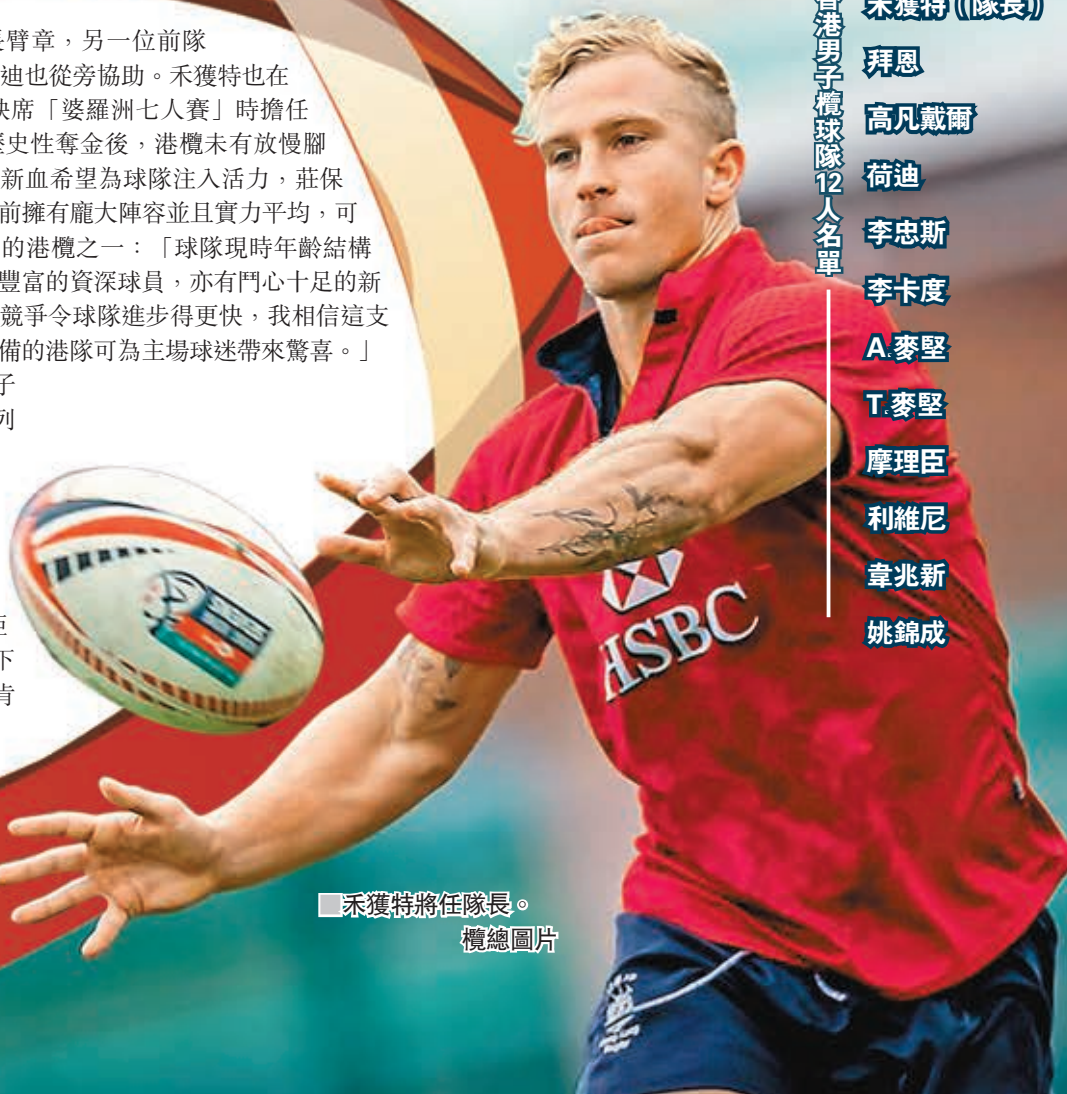 長臂章，另一位前隊
迪也從旁協助。禾獲特也在
缺席「婆羅洲七人賽」時擔任
歷史性奪金後，港欖未有放慢腳
新血希望為球隊注入活力，莊保
前擁有龐大陣容並且實力平均，可
的港欖之一：「球隊現時年齡結構
豐富的資深球員，亦有鬥心十足的新
競爭令球隊進步得更快，我相信這支
備的港隊可為主場球迷帶來驚喜。」
子
列
下
肯
香港男子欖球隊12人名單
禾獲特（隊長）
拜恩
高凡戴爾
荷迪
李忠斯
李卡度
A.麥堅
T.麥堅
摩理臣
利維尼
韋兆新
姚錦成
HSBC
■禾獲特將任隊長。
欖總圖片